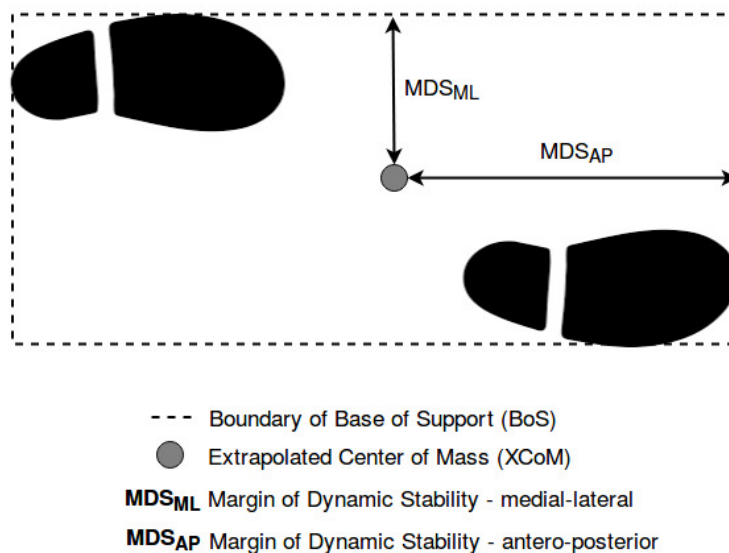 MDSML
MDSAP
Boundary of Base of Support (BoS)
Extrapolated Center of Mass (XCoM)
MDSML Margin of Dynamic Stability - medial-lateral
MDSAP Margin of Dynamic Stability - antero-posterior